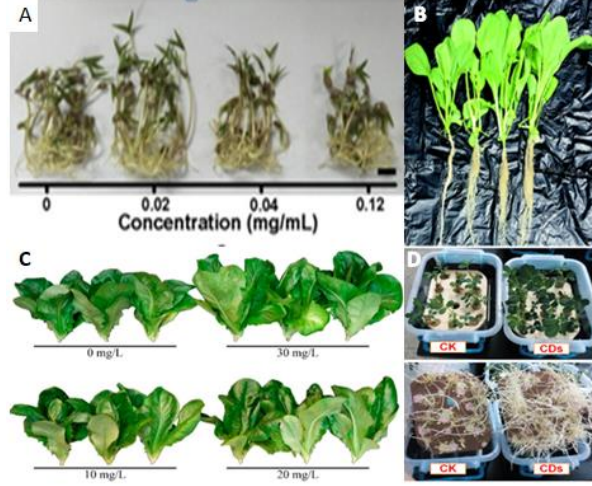 A
0
0.02
0.04
0.12
Concentration (mg/mL)
B
C
0 mg/L
30 mg/L
10 mg/L
20 mg/L
D
CK
CDs
CK
CDs